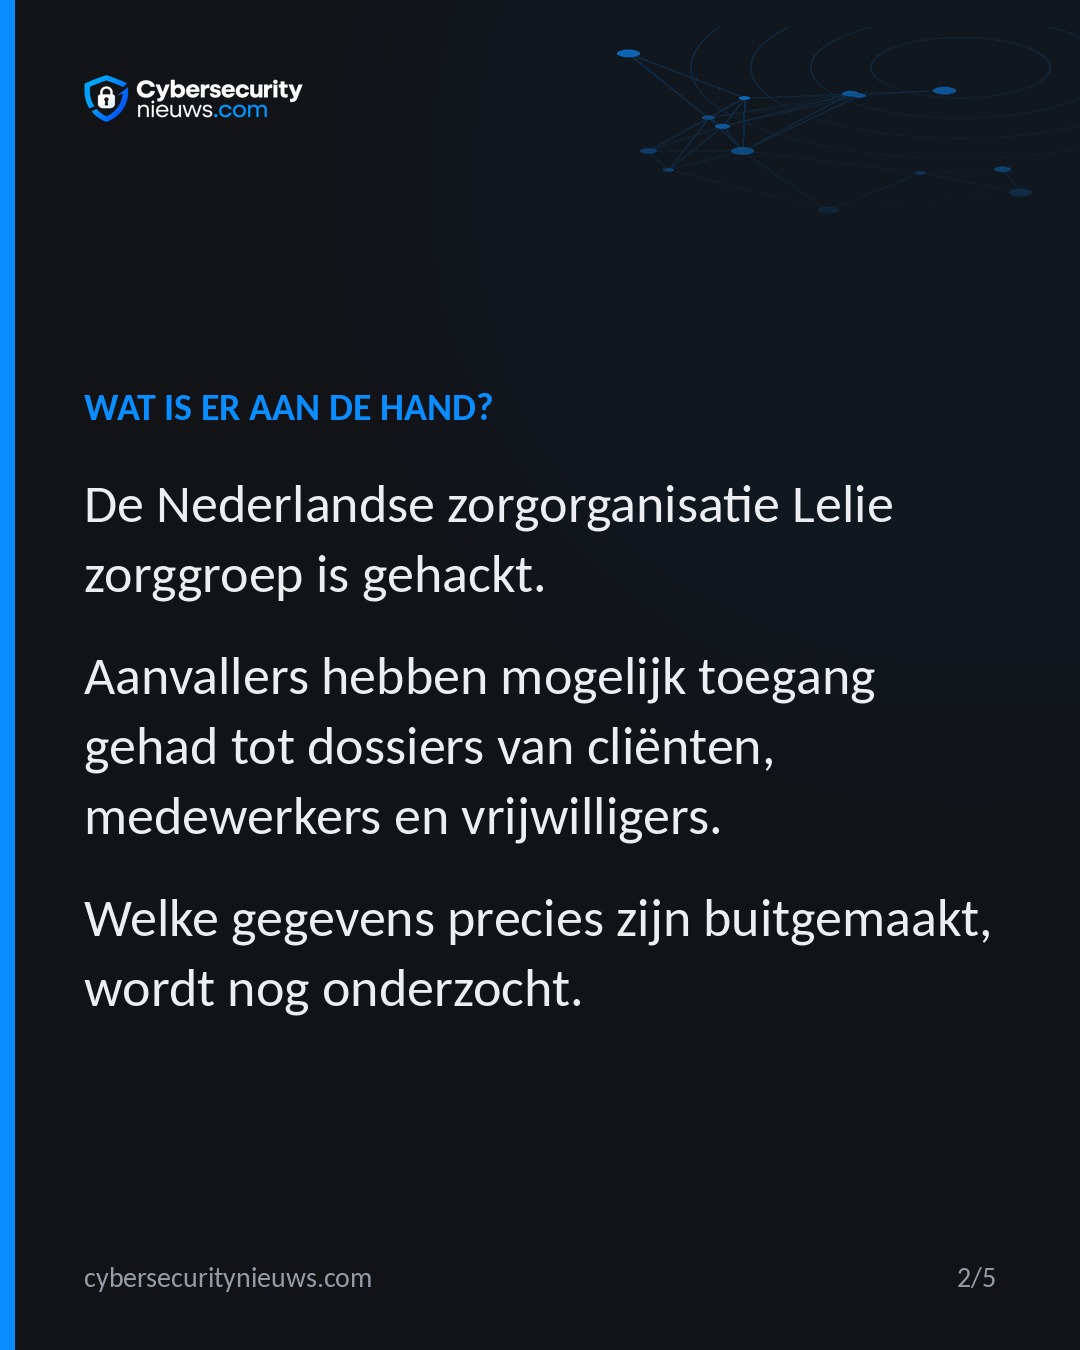 Cybersecurity
nieuws.com
WAT IS ER AAN DE HAND?
De Nederlandse zorgorganisatie Lelie
zorggroep is gehackt.
Aanvallers hebben mogelijk toegang
gehad tot dossiers van cliënten,
medewerkers en vrijwilligers.
Welke gegevens precies zijn buitgemaakt,
wordt nog onderzocht.
cybersecuritynieuws.com
2/5